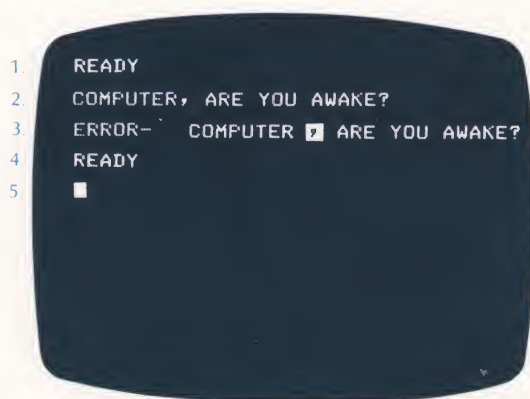 1. READY
2. COMPUTER, ARE YOU AWAKE?
3. ERROR- COMPUTER , ARE YOU AWAKE?
4 READY
5